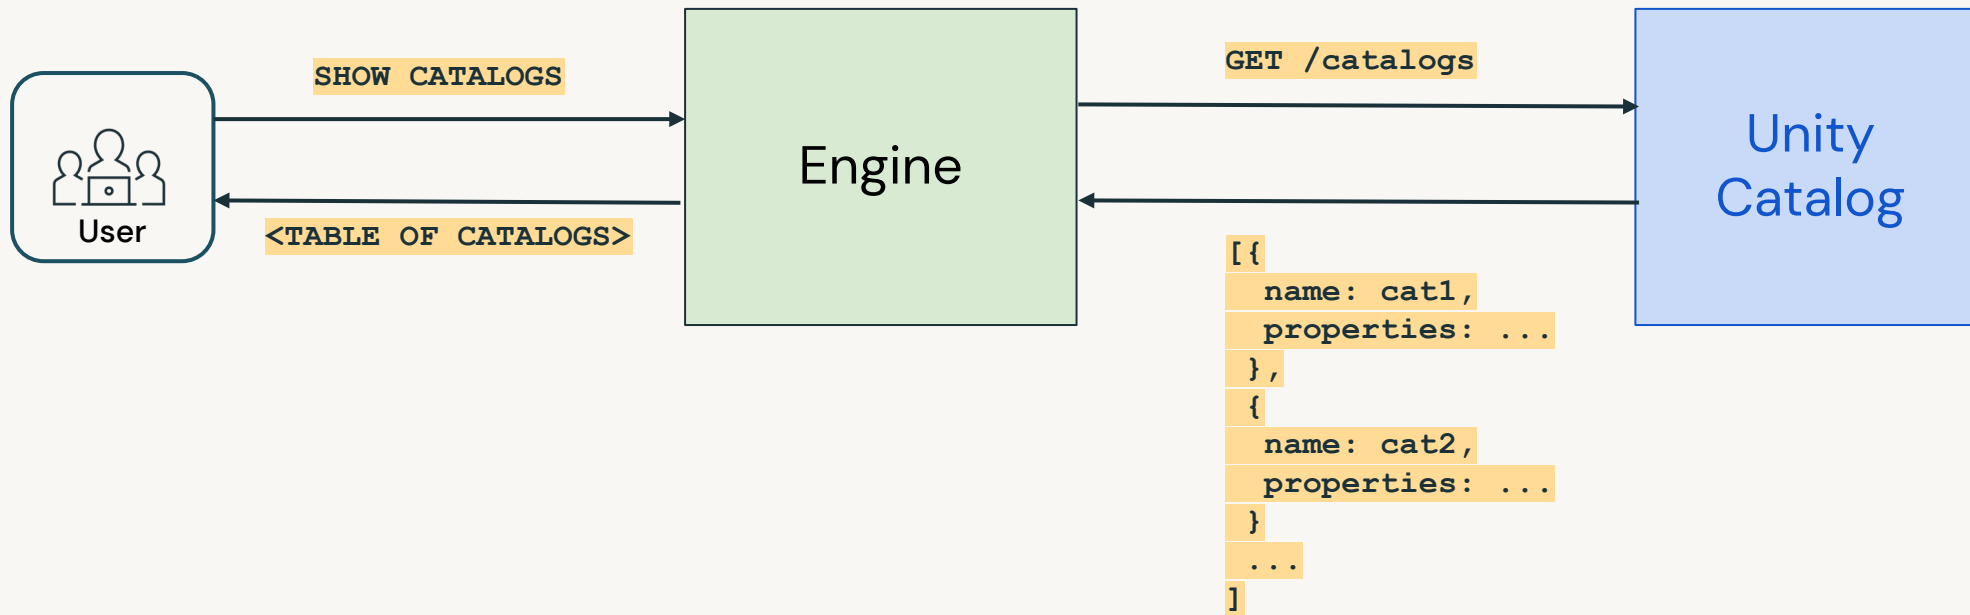 SHOW CATALOGS
User
<TABLE OF CATALOGS>
Engine
GET /catalogs
[{
  name: cat1,
  properties: ...
 },
 {
  name: cat2,
  properties: ...
 }
 ...
]
Unity
Catalog